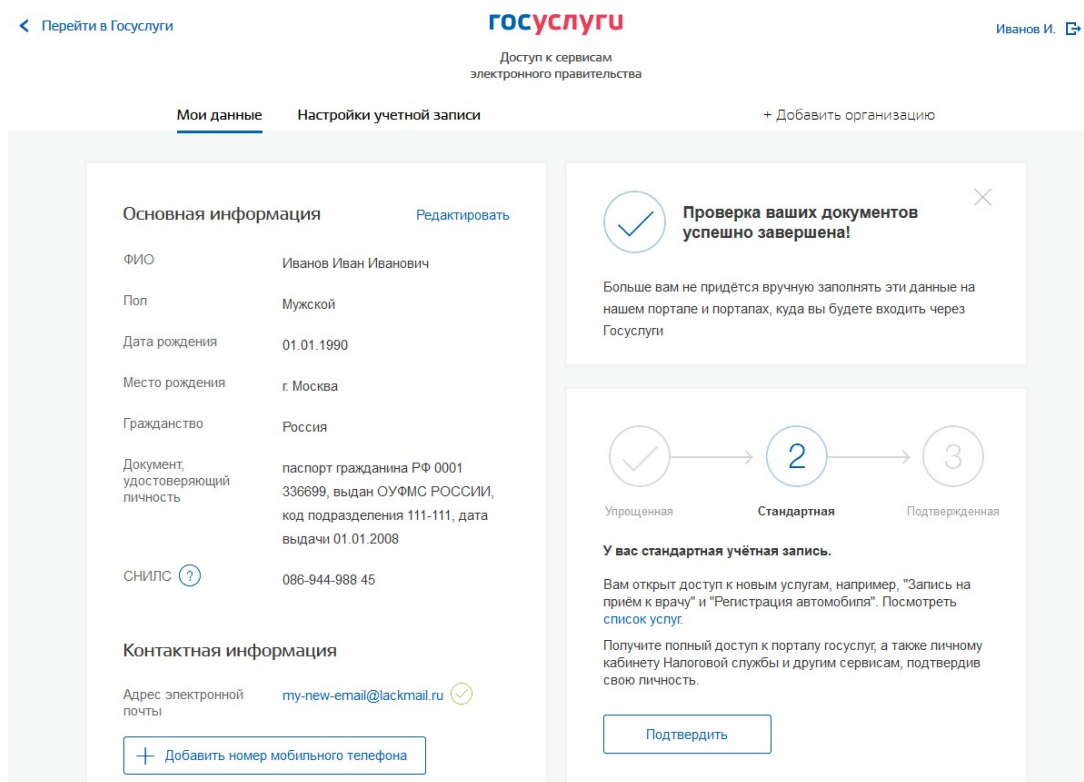 Перейти в Госуслуги
госуслуги
Иванов И.
Доступ к сервисам
электронного правительства
Мои данные
Настройки учетной записи
+ Добавить организацию
Основная информация
Редактировать
ФИО
Иванов Иван Иванович
Пол
Мужской
Дата рождения
01.01.1990
Место рождения
г. Москва
Гражданство
Россия
Документ,
удостоверяющий
личность
паспорт гражданина РФ 0001
336699, выдан ОУФМС РОССИИ,
код подразделения 111-111, дата
выдачи 01.01.2008
СНИЛС ?
086-944-988 45
Контактная информация
Адрес электронной
почты
my-new-email@lackmail.ru
Добавить номер мобильного телефона
Проверка ваших документов
успешно завершена!
Больше вам не придётся вручную заполнять эти данные на
нашем портале и порталах, куда вы будете входить через
Госуслуги
2
3
Упрощенная
Стандартная
Подтвержденная
У вас стандартная учётная запись.
Вам открыт доступ к новым услугам, например, "Запись на
приём к врачу" и "Регистрация автомобиля". Посмотреть
список услуг.
Получите полный доступ к порталу госуслуг, а также личному
кабинету Налоговой службы и другим сервисам, подтвердив
свою личность.
Подтвердить